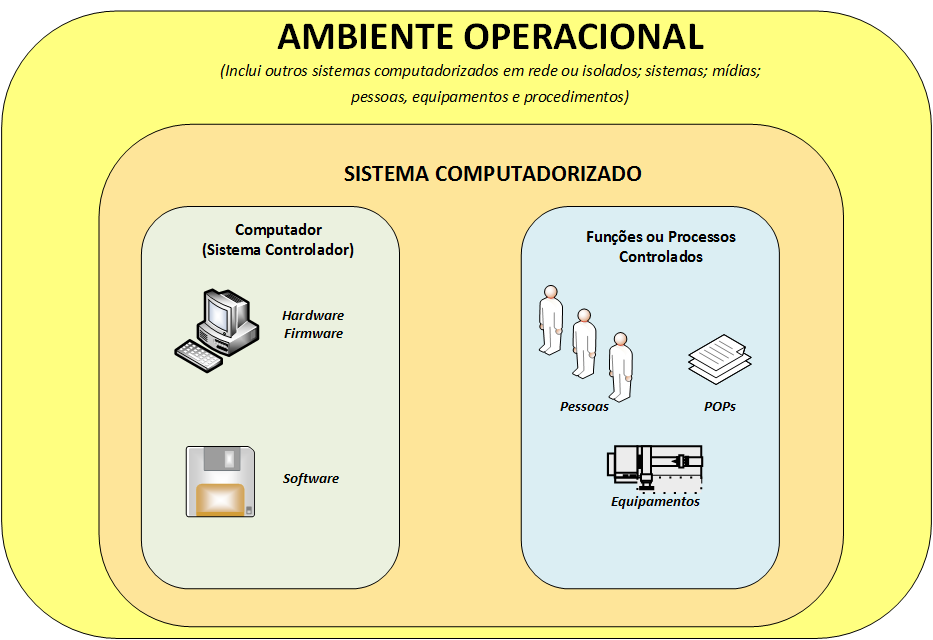 AMBIENTE OPERACIONAL
(Inclui outros sistemas computadorizados em rede ou isolados; sistemas; mídias;
pessoas, equipamentos e procedimentos)
SISTEMA COMPUTADORIZADO
Computador
(Sistema Controlador)
Hardware
Firmware
Software
Funções ou Processos
Controlados
Pessoas
POPs
Equipamentos